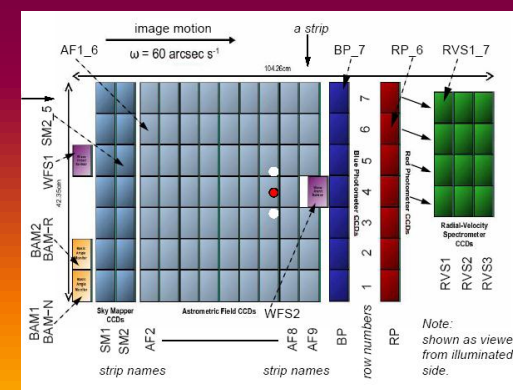 image motion
a strip
AF1_6
BP_7
RP_6
RVS1_7
ω = 60 arcsec s⁻¹
104.26cm
SM2_5
WFS1
42.35cm
BAM2
BAM-R
BAM1
BAM-N
7
6
5
4
3
2
1
Blue Photometer CCDs
Red Photometer CCDs
Radial-Velocity
Spectrometer
CCDs
Sky Mapper
CCDs
Astrometric Field CCDs
WFS2
SM1
SM2
AF2
AF8
AF9
BP
row numbers
RP
RVS1
RVS2
RVS3
strip names
strip names
Note:
shown as viewe
from illuminated
side.